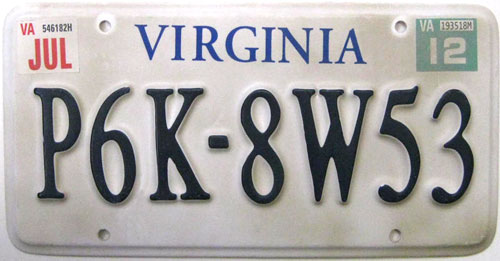 VA 546182H
JUL
VIRGINIA
VA 193518M
12
P6K-8W53